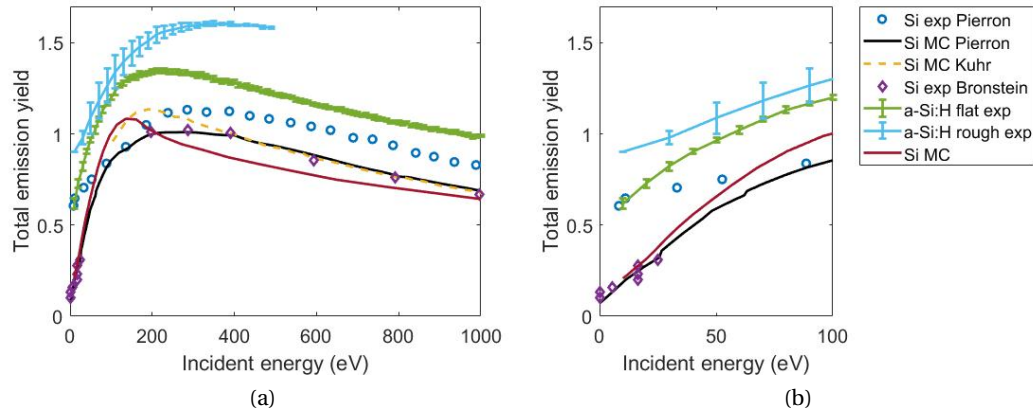 1.5
1
0.5
0
Total emission yield
0 200 400 600 800 1000
Incident energy (eV)
(a)
1.5
1
0.5
0
Total emission yield
0 50 100
Incident energy (eV)
(b)
Si exp Pierron
Si MC Pierron
Si MC Kuhr
Si exp Bronstein
a-Si:H flat exp
a-Si:H rough exp
Si MC